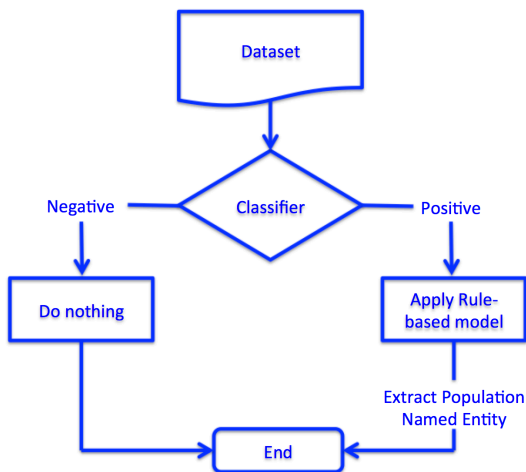 Dataset
Classifier
Negative
Positive
Do nothing
Apply Rule-
based model
Extract Population
Named Entity
End